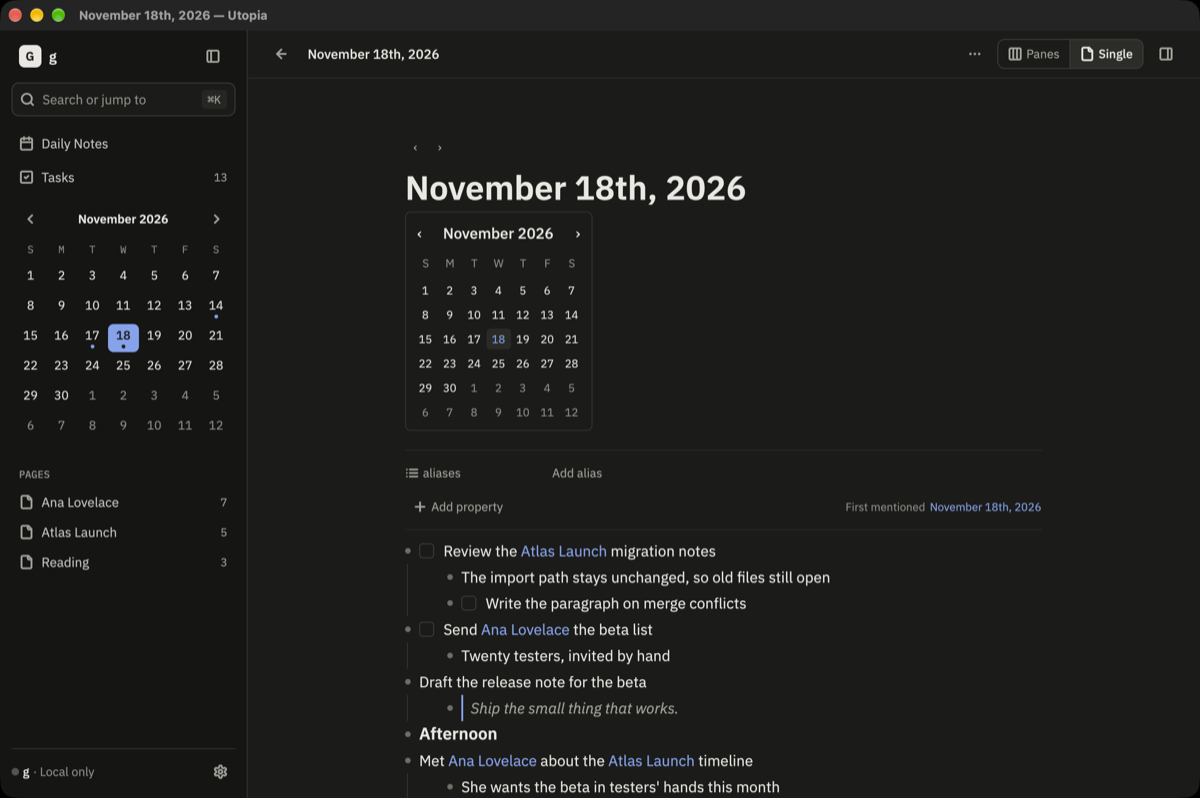 November 18th, 2026 — Utopia
G g
Search or jump to ⌘K
Daily Notes
Tasks 13
November 2026
S M T W T F S
1 2 3 4 5 6 7
8 9 10 11 12 13 14
15 16 17 18 19 20 21
22 23 24 25 26 27 28
29 30 1 2 3 4 5
6 7 8 9 10 11 12
PAGES
Ana Lovelace 7
Atlas Launch 5
Reading 3
g · Local only
November 18th, 2026
Panes
Single
November 18th, 2026
November 2026
S M T W T F S
1 2 3 4 5 6 7
8 9 10 11 12 13 14
15 16 17 18 19 20 21
22 23 24 25 26 27 28
29 30 1 2 3 4 5
6 7 8 9 10 11 12
aliases Add alias
Add property First mentioned November 18th, 2026
Review the Atlas Launch migration notes
The import path stays unchanged, so old files still open
Write the paragraph on merge conflicts
Send Ana Lovelace the beta list
Twenty testers, invited by hand
Draft the release note for the beta
Ship the small thing that works.
Afternoon
Met Ana Lovelace about the Atlas Launch timeline
She wants the beta in testers' hands this month